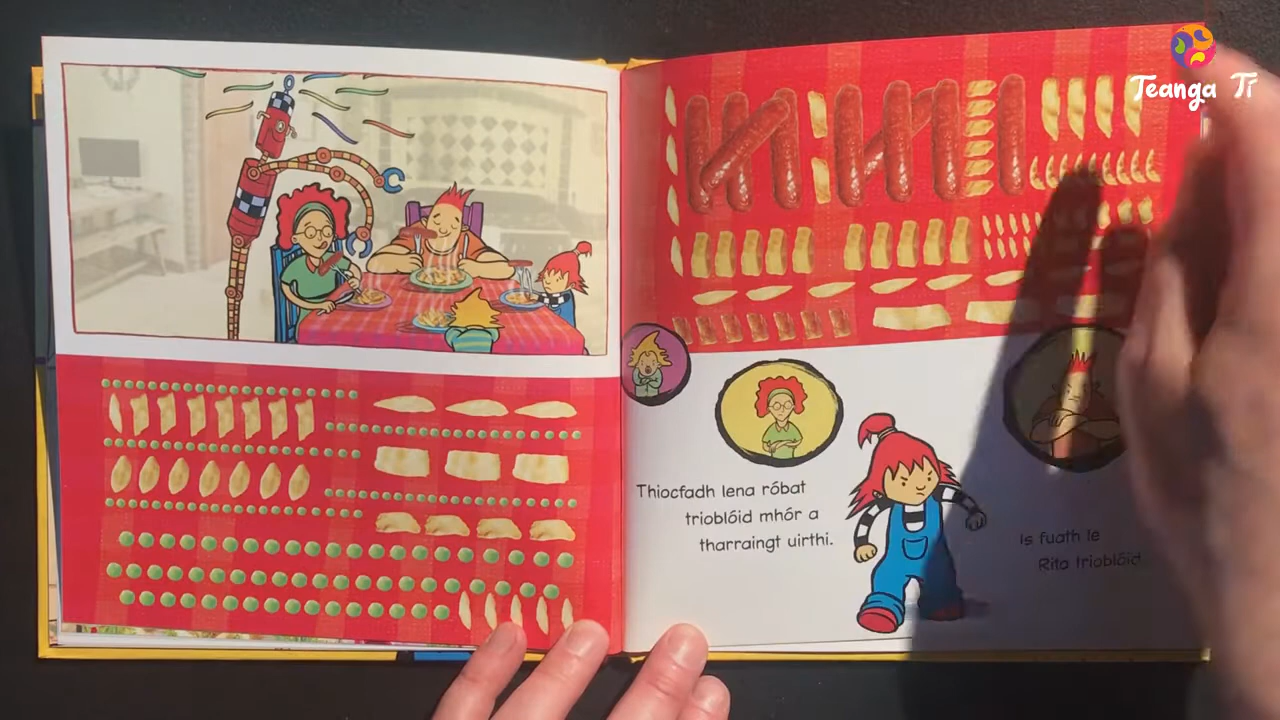 Teanga Tí
Thiocfadh lena róbat
trioblóid mhór a
tharraingt uirthi.
Is fuath le
Rita trioblóid